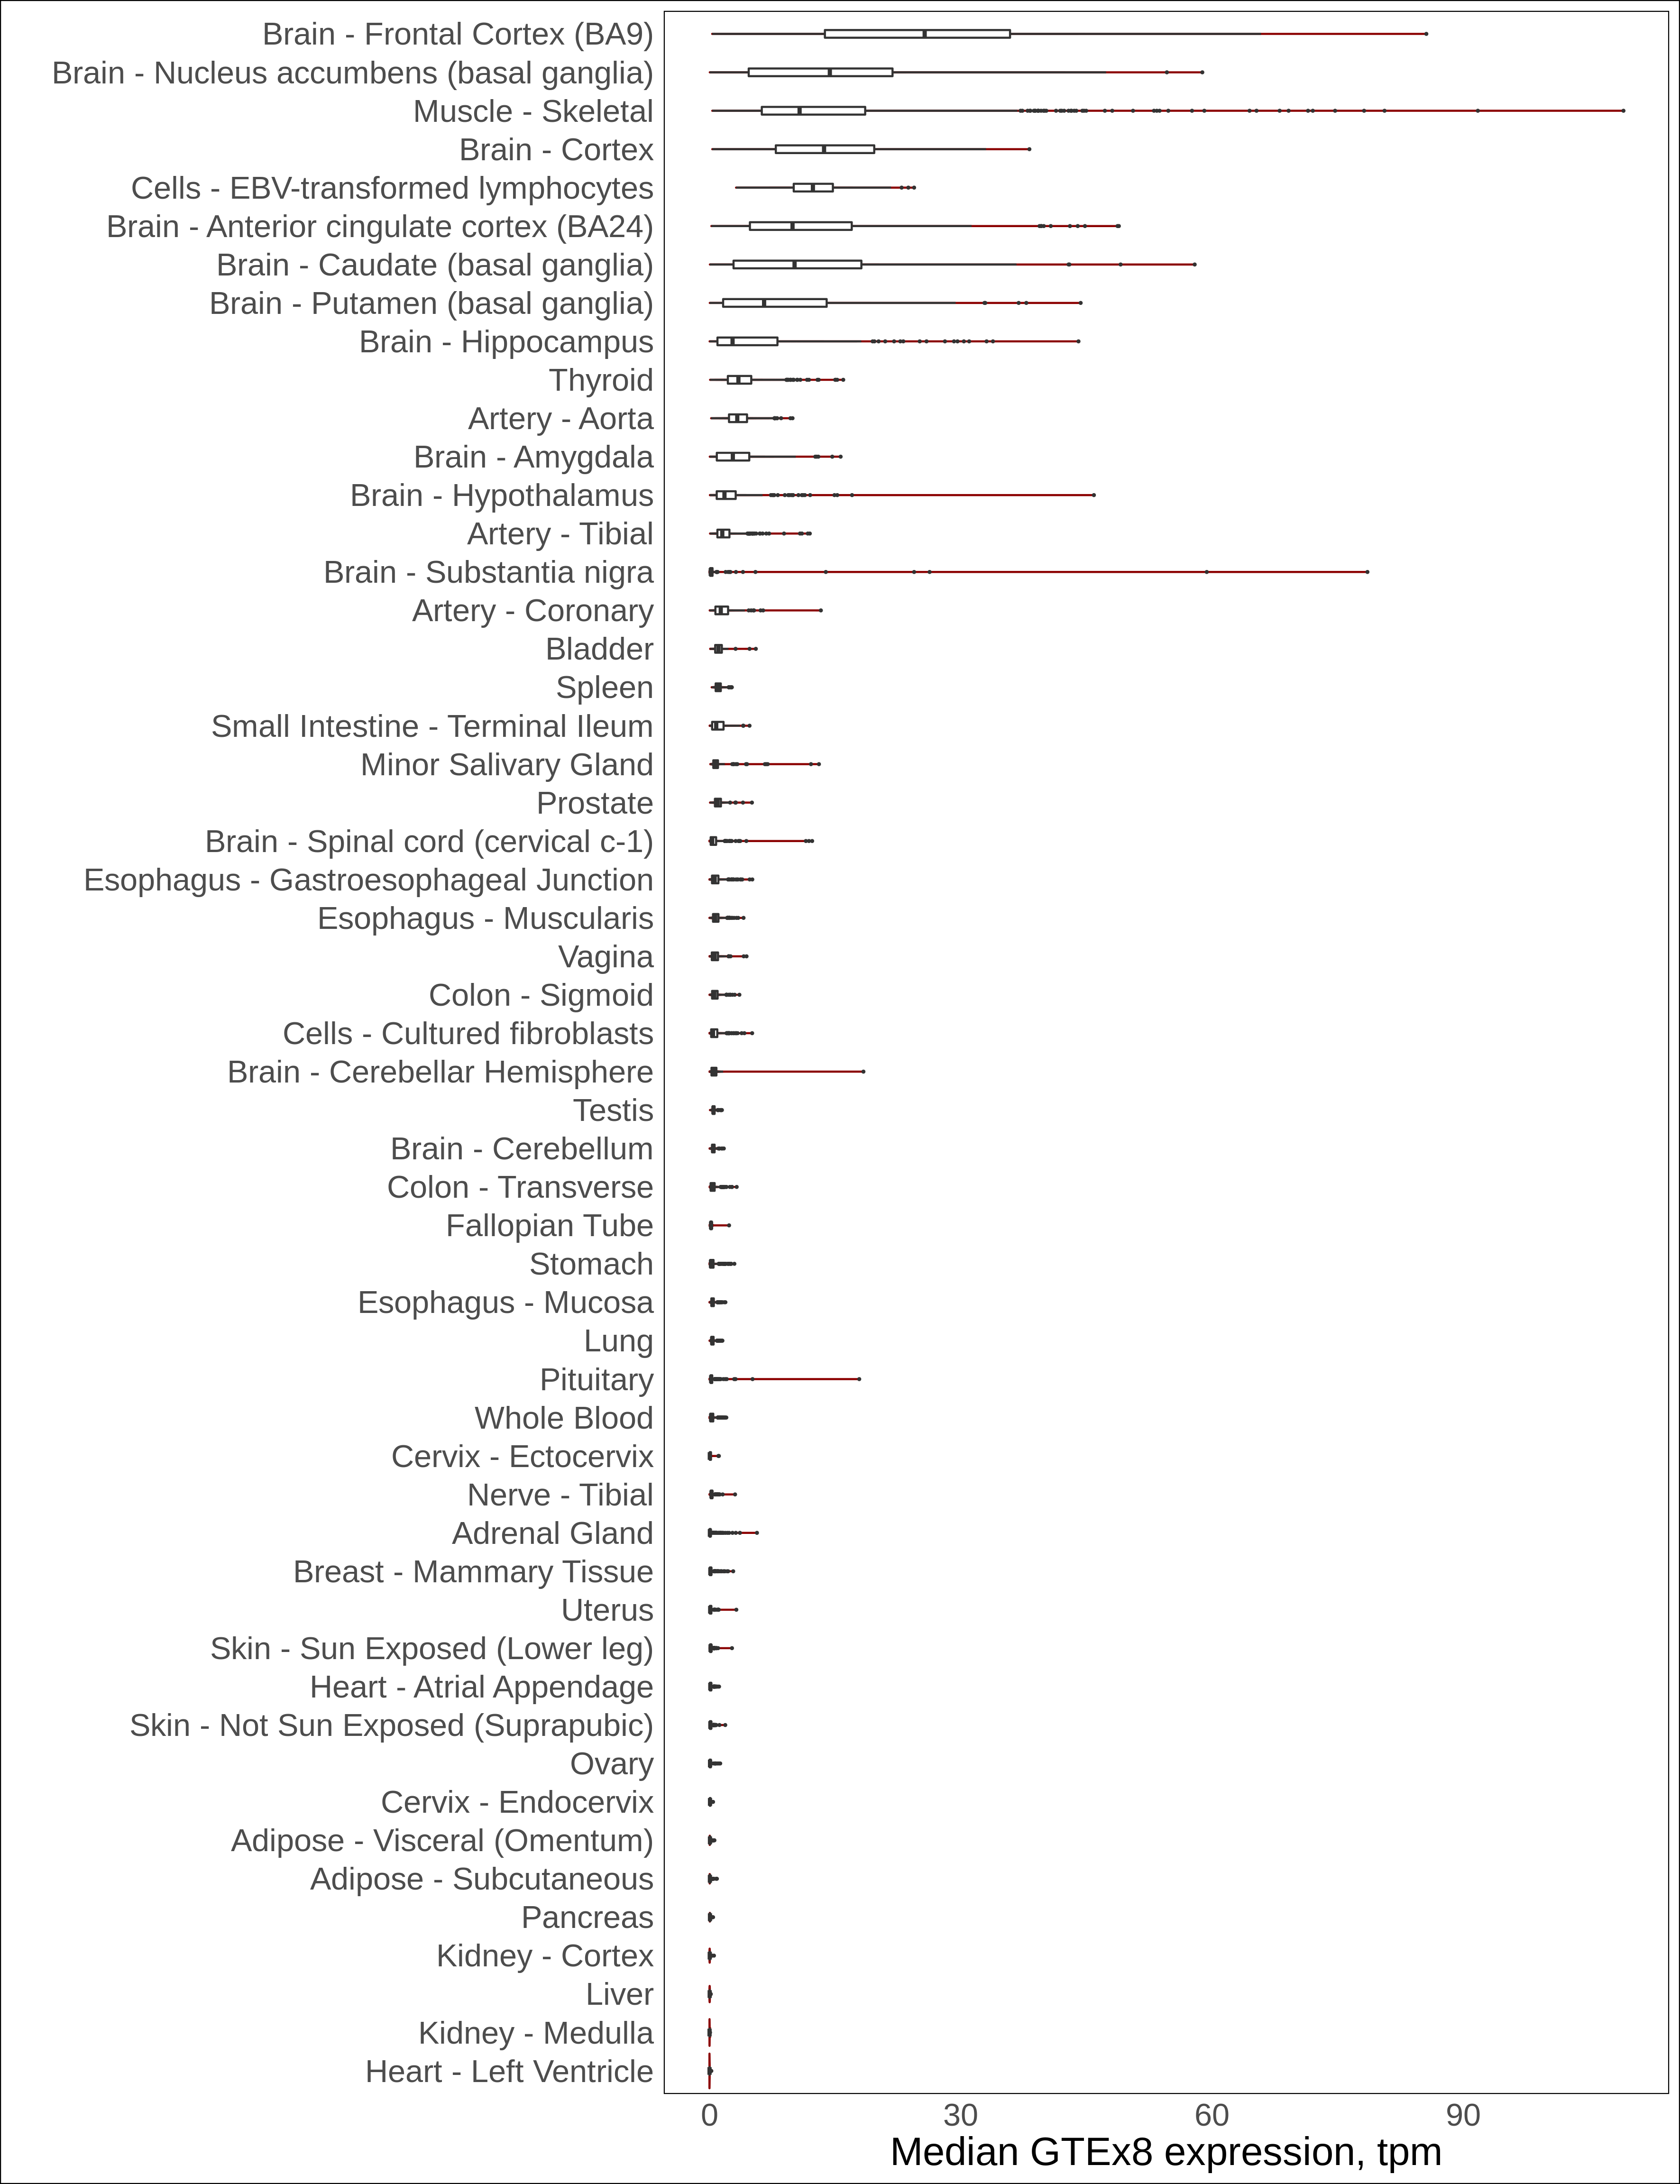 Brain - Frontal Cortex (BA9)
Brain - Nucleus accumbens (basal ganglia)
Muscle - Skeletal
Brain - Cortex
Cells - EBV-transformed lymphocytes
Brain - Anterior cingulate cortex (BA24)
Brain - Caudate (basal ganglia)
Brain - Putamen (basal ganglia)
Brain - Hippocampus
Thyroid
Artery - Aorta
Brain - Amygdala
Brain - Hypothalamus
Artery - Tibial
Brain - Substantia nigra
Artery - Coronary
Bladder
Spleen
Small Intestine - Terminal Ileum
Minor Salivary Gland
Prostate
Brain - Spinal cord (cervical c-1)
Esophagus - Gastroesophageal Junction
Esophagus - Muscularis
Vagina
Colon - Sigmoid
Cells - Cultured fibroblasts
Brain - Cerebellar Hemisphere
Testis
Brain - Cerebellum
Colon - Transverse
Fallopian Tube
Stomach
Esophagus - Mucosa
Lung
Pituitary
Whole Blood
Cervix - Ectocervix
Nerve - Tibial
Adrenal Gland
Breast - Mammary Tissue
Uterus
Skin - Sun Exposed (Lower leg)
Heart - Atrial Appendage
Skin - Not Sun Exposed (Suprapubic)
Ovary
Cervix - Endocervix
Adipose - Visceral (Omentum)
Adipose - Subcutaneous
Pancreas
Kidney - Cortex
Liver
Kidney - Medulla
Heart - Left Ventricle
0 30 60 90
Median GTEx8 expression, tpm